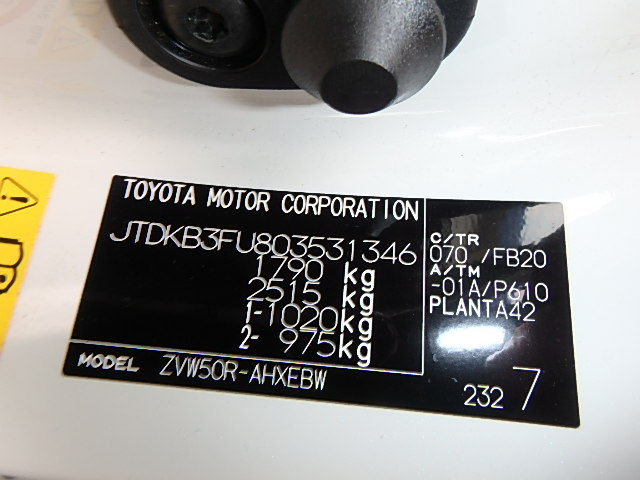 TOYOTA MOTOR CORPORATION
JTDKB3FU803531346
1790 kg
2515 kg
1-1020kg
2- 975kg
C/TR
070 /FB20
A/TM
-01A/P610
PLANTA42
MODEL ZVW50R-AHXEBW
232 7